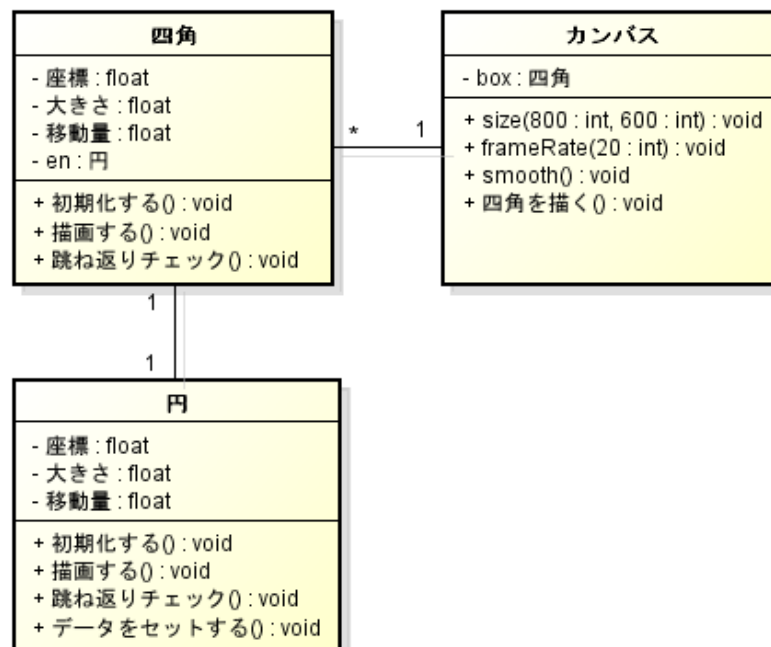 四角
- 座標 : float
- 大きさ : float
- 移動量 : float
- en : 円
+ 初期化する() : void
+ 描画する() : void
+ 跳ね返りチェック() : void
* 1
カンバス
- box : 四角
+ size(800 : int, 600 : int) : void
+ frameRate(20 : int) : void
+ smooth() : void
+ 四角を描く() : void
1
1
円
- 座標 : float
- 大きさ : float
- 移動量 : float
+ 初期化する() : void
+ 描画する() : void
+ 跳ね返りチェック() : void
+ データをセットする() : void